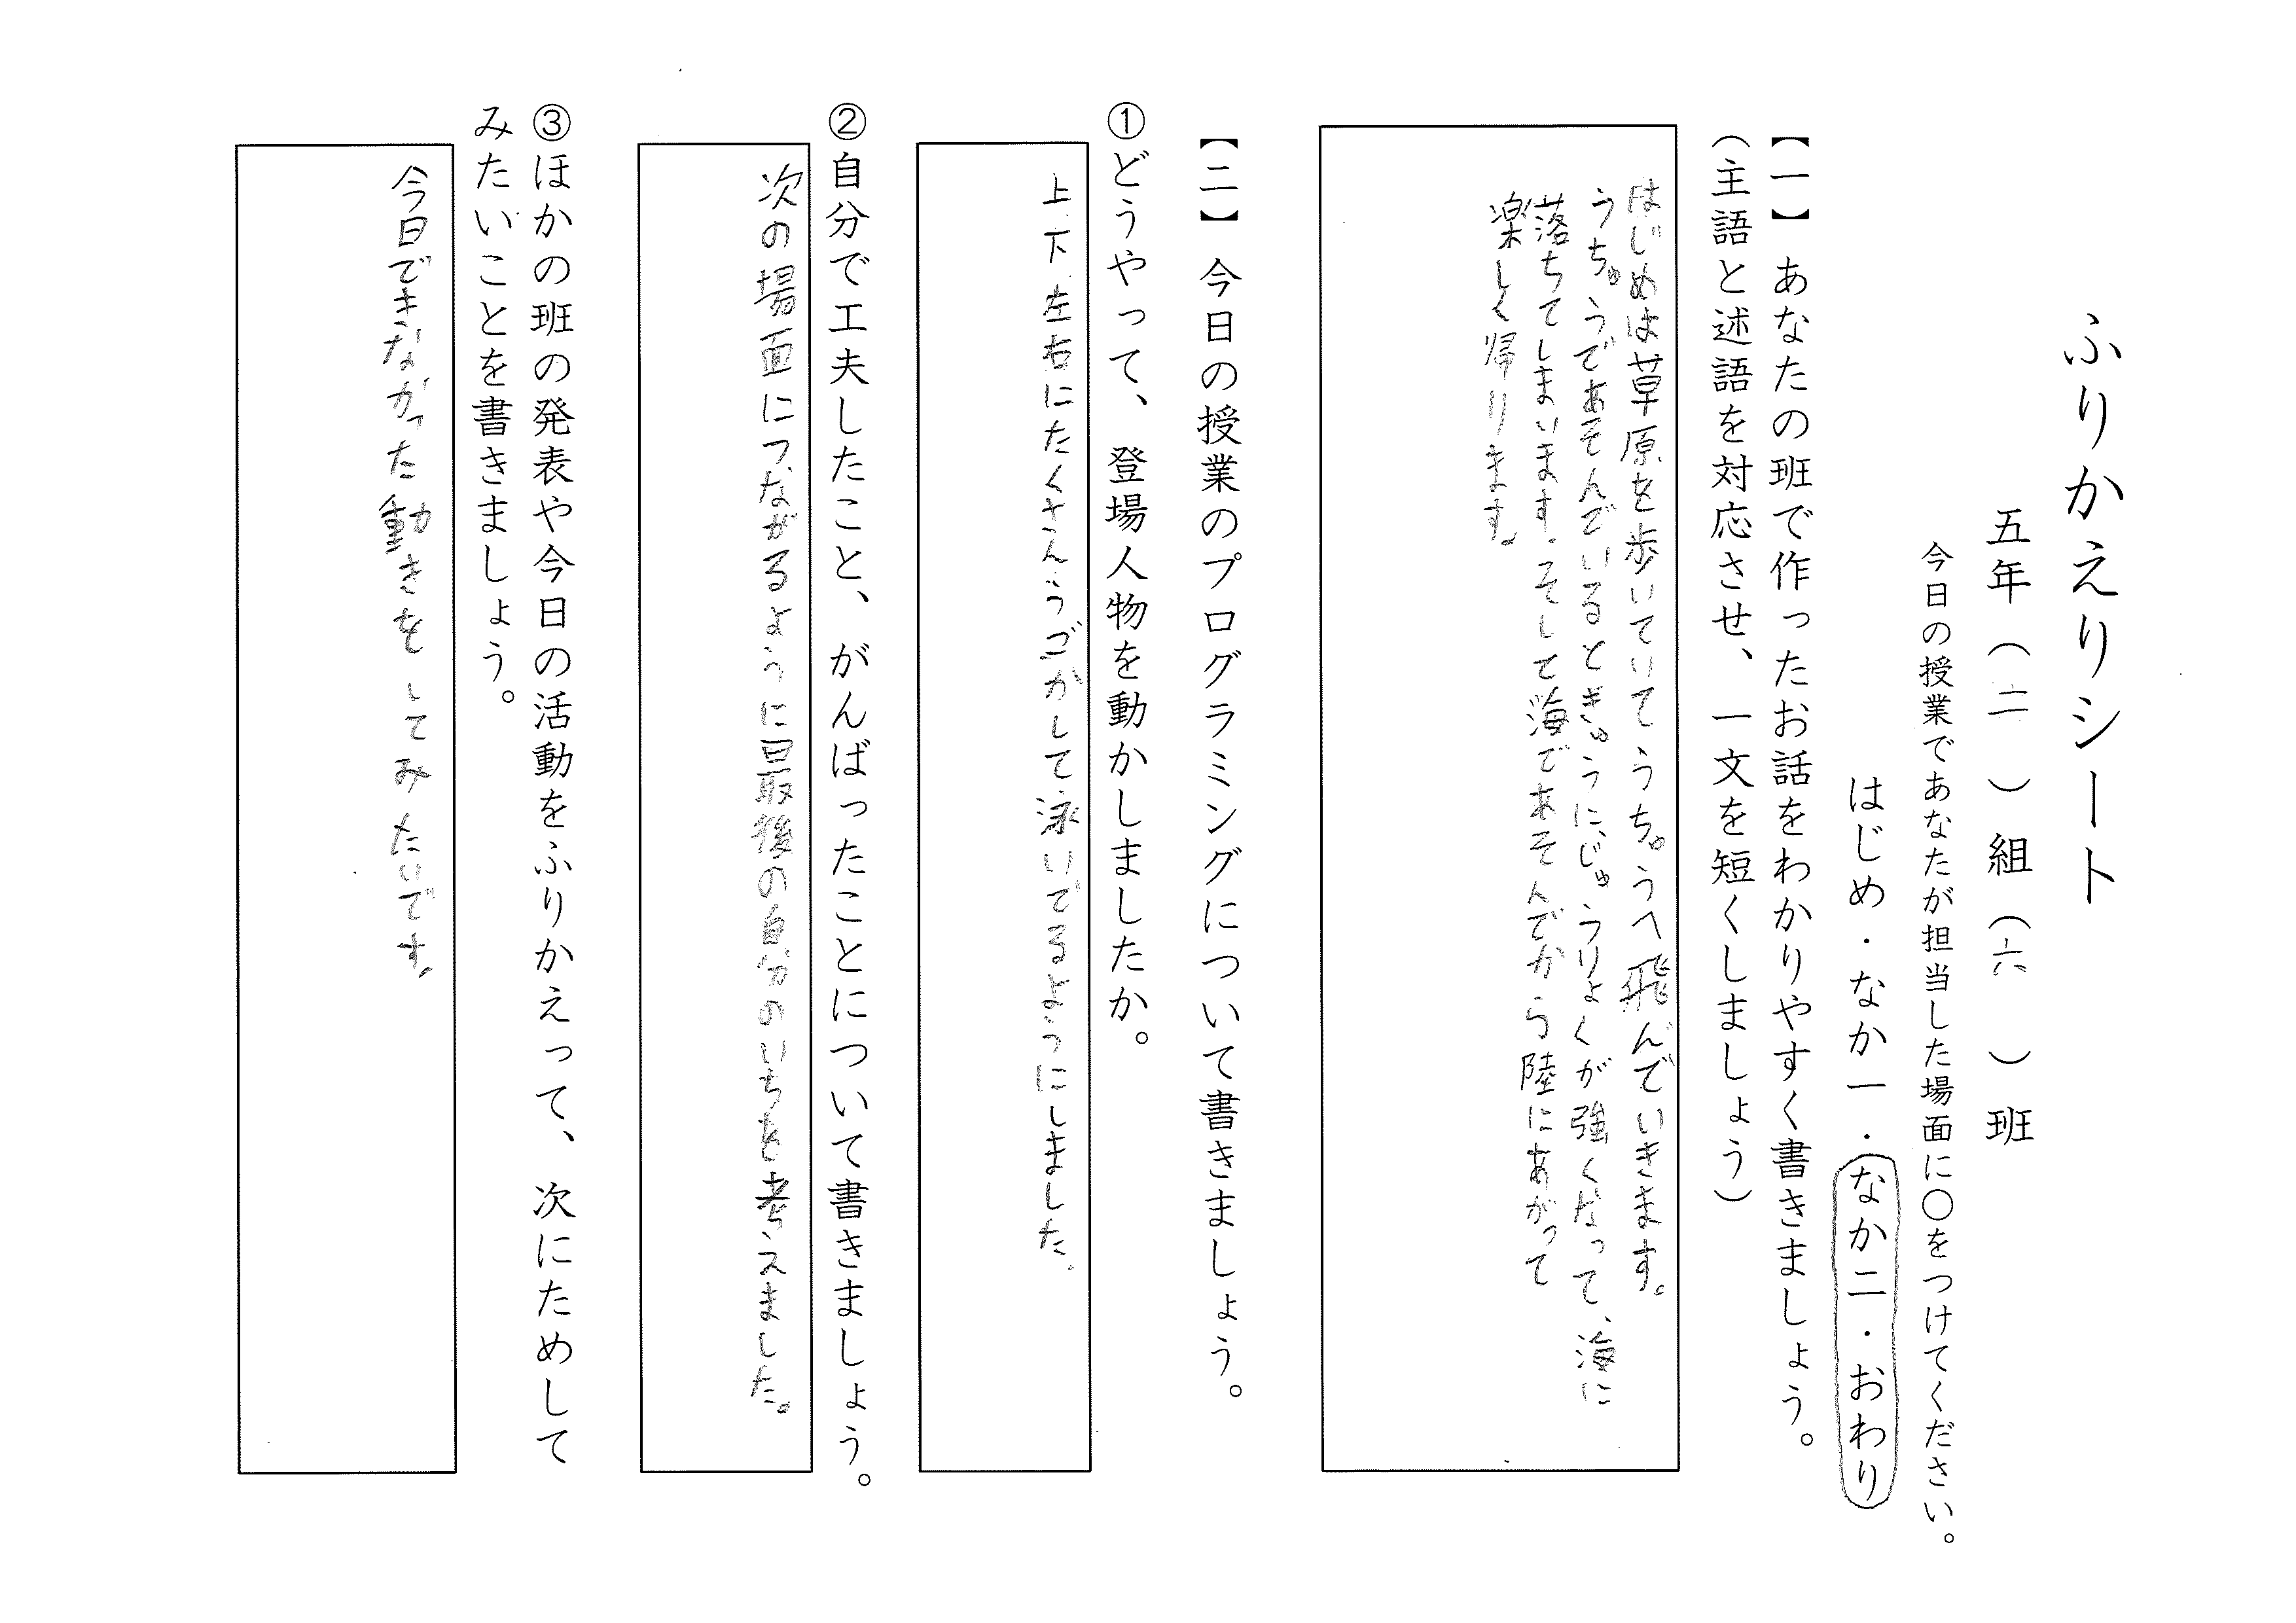 ふりかえりシート
五年(二)組(六)班
今日の授業であなたが担当した場面に〇をつけてください。
はじめ・なか一・なか二・おわり
【一】あなたの班で作ったお話をわかりやすく書きましょう。
(主語と述語を対応させ、一文を短くしましょう)
はじめは草原を歩いていてうちゅうへ飛んでいきます。
うちゅうであそんでいるときゅうに、じゅうりょくが強くなって、海に
落ちてしまいます。そして海であそんでから陸にあがって
楽しく帰ります。
【二】今日の授業のプログラミングについて書きましょう。
①どうやって、登場人物を動かしましたか。
上、下、左右にたくさんうごかして泳いでるようにしました。
②自分で工夫したこと、がんばったことについて書きましょう。
次の場面につながるように最後の自分のいちを考えました。
③ほかの班の発表や今日の活動をふりかえって、次にためして
みたいことを書きましょう。
今日できなかった動きをしてみたいです。